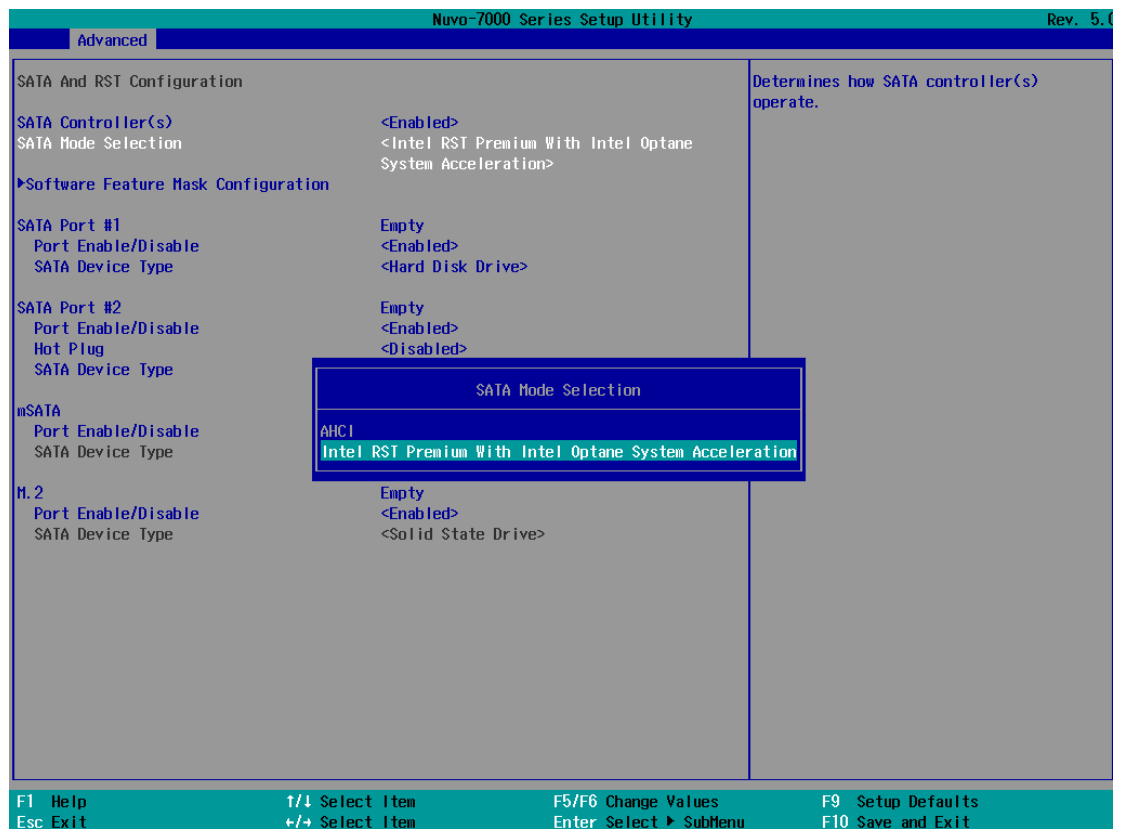 Nuvo-7000 Series Setup Utility Rev. 5.0
Advanced
SATA And RST Configuration
Determines how SATA controller(s)
operate.
SATA Controller(s) <Enabled>
SATA Mode Selection <Intel RST Premium With Intel Optane
System Acceleration>
▶Software Feature Mask Configuration
SATA Port #1 Empty
Port Enable/Disable <Enabled>
SATA Device Type <Hard Disk Drive>
SATA Port #2 Empty
Port Enable/Disable <Enabled>
Hot Plug <Disabled>
SATA Device Type
SATA Mode Selection
AHCI
Intel RST Premium With Intel Optane System Acceleration
mSATA
Port Enable/Disable
SATA Device Type
M.2 Empty
Port Enable/Disable <Enabled>
SATA Device Type <Solid State Drive>
F1 Help ↑/↓ Select Item F5/F6 Change Values F9 Setup Defaults
Esc Exit ←/→ Select Item Enter Select ▶ SubMenu F10 Save and Exit